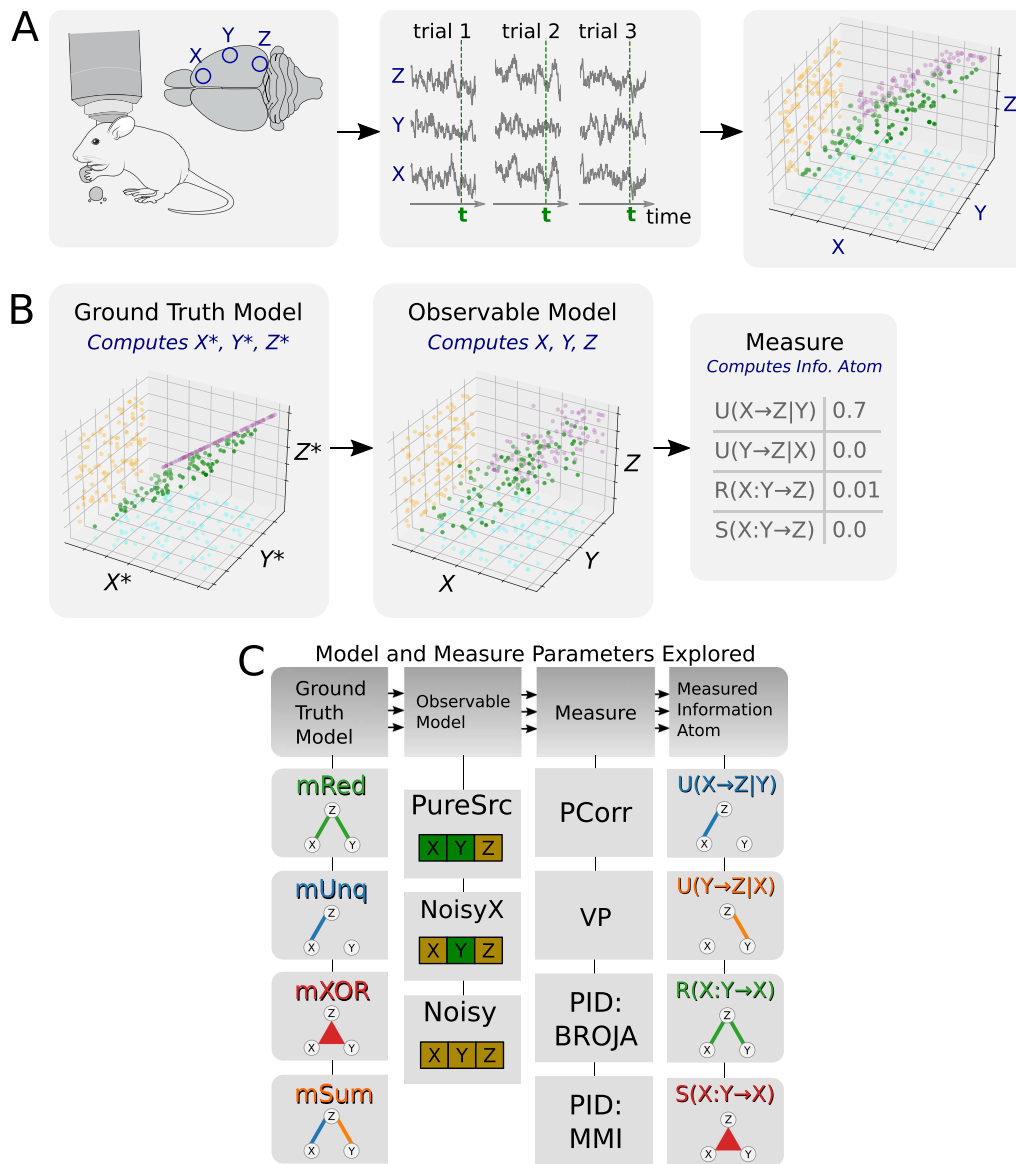 A
X
Y
Z
trial 1
trial 2
trial 3
Z
Y
X
t
t
t
time
Z
Y
X
B
Ground Truth Model
Computes X*, Y*, Z*
Z*
Y*
X*
Observable Model
Computes X, Y, Z
Z
Y
X
Measure
Computes Info. Atom
U(X→Z|Y) 0.7
U(Y→Z|X) 0.0
R(X:Y→Z) 0.01
S(X:Y→Z) 0.0
C
Model and Measure Parameters Explored
Ground
Truth
Model
Observable
Model
Measure
Measured
Information
Atom
mRed
Z
X Y
mUnq
Z
X Y
mXOR
Z
X Y
mSum
Z
X Y
PureSrc
X Y Z
NoisyX
X Y Z
Noisy
X Y Z
PCorr
VP
PID:
BROJA
PID:
MMI
U(X→Z|Y)
Z
X Y
U(Y→Z|X)
Z
X Y
R(X:Y→X)
Z
X Y
S(X:Y→X)
Z
X Y